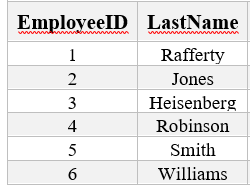 EmployeeID LastName
1 Rafferty
2 Jones
3 Heisenberg
4 Robinson
5 Smith
6 Williams